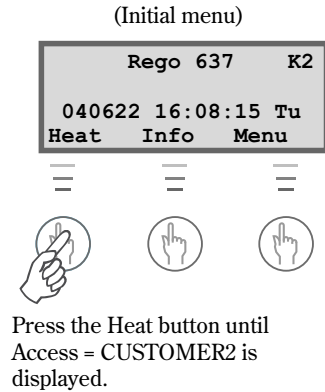 (Initial menu)
Rego 637 K2
040622 16:08:15 Tu
Heat Info Menu
Press the Heat button until
Access = CUSTOMER2 is
displayed.